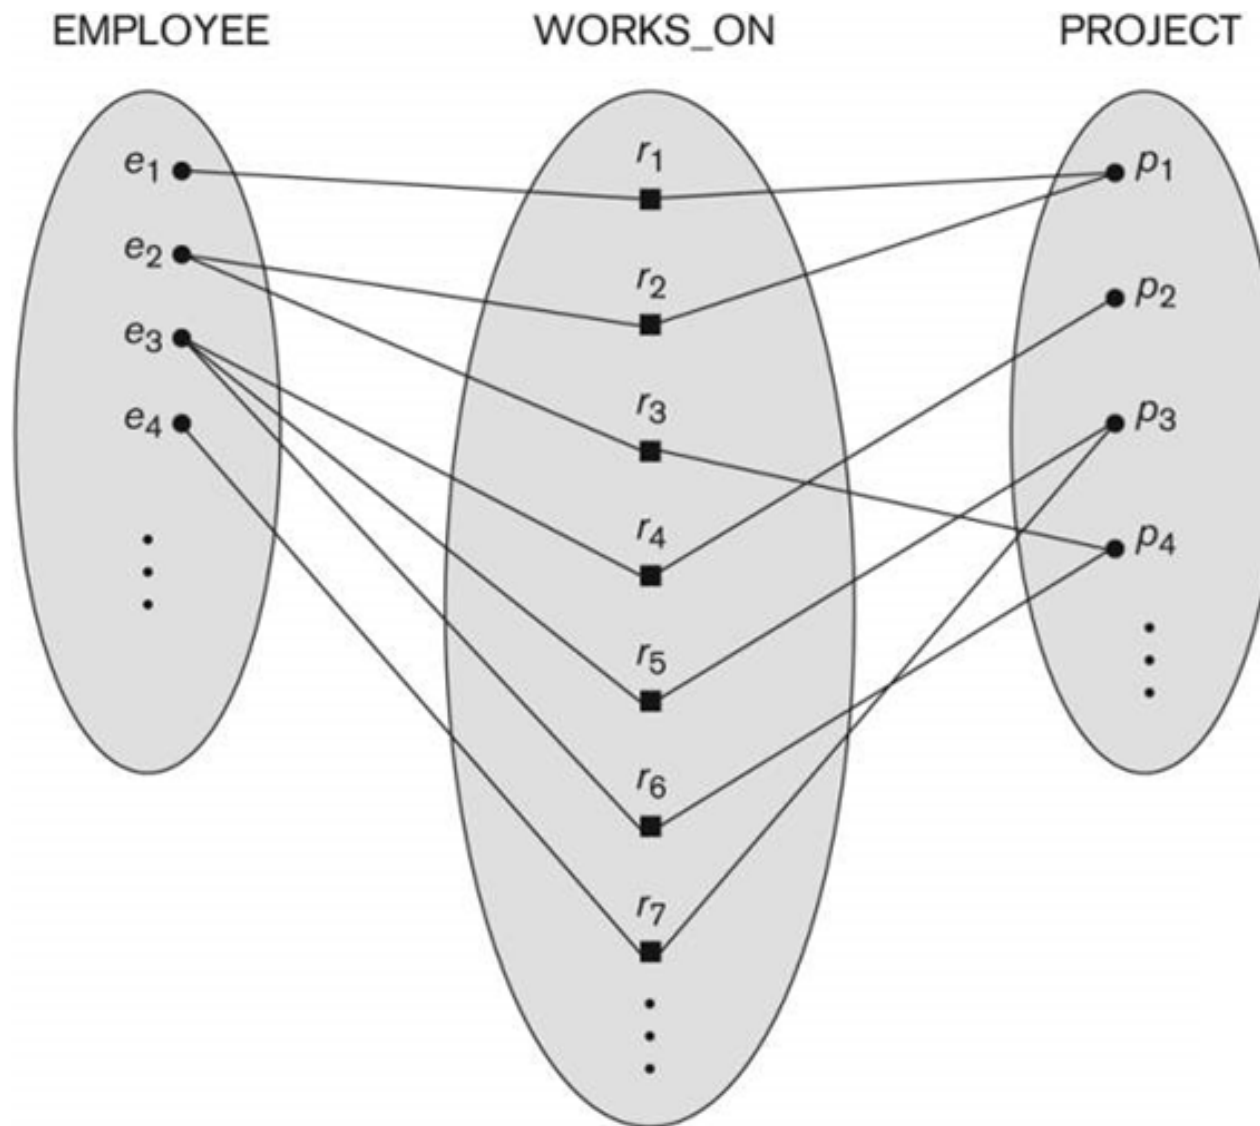 EMPLOYEE WORKS_ON PROJECT
e₁ r₁ p₁
e₂ r₂ p₂
e₃ r₃ p₃
e₄ r₄ p₄
r₅
r₆
r₇